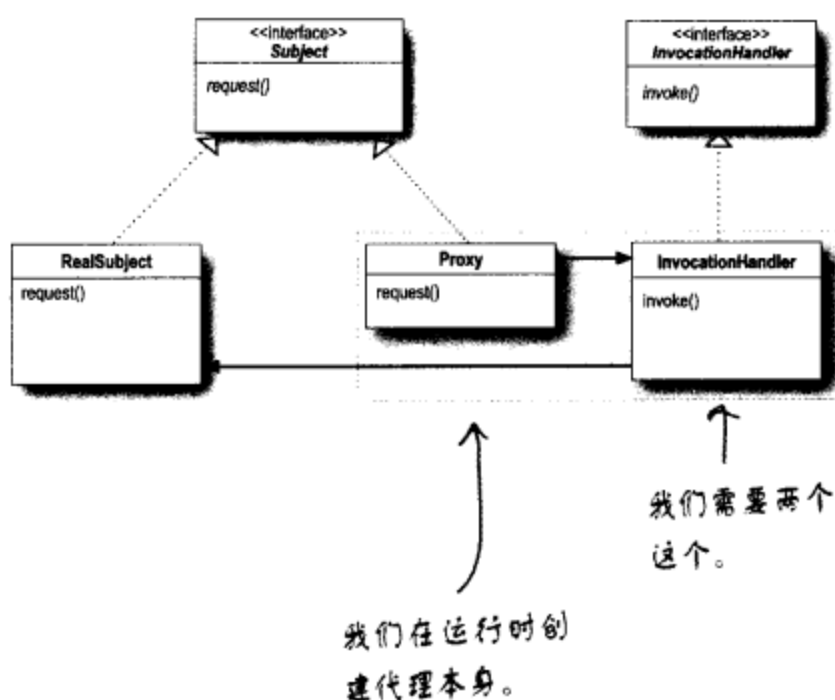 <<interface>>
Subject
request()
<<interface>>
InvocationHandler
invoke()
RealSubject
request()
Proxy
request()
InvocationHandler
invoke()
我们需要两个
这个。
我们在运行时创
建代理本身。